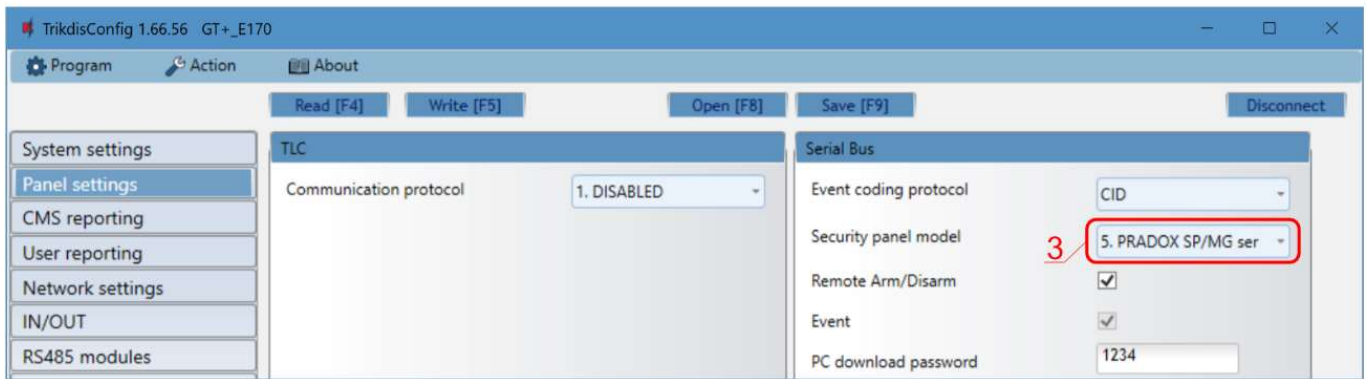 TrikdisConfig 1.66.56 GT+_E170
Program Action About
Read [F4] Write [F5] Open [F8] Save [F9] Disconnect
System settings
Panel settings
CMS reporting
User reporting
Network settings
IN/OUT
RS485 modules
TLC
Communication protocol 1. DISABLED
Serial Bus
Event coding protocol CID
Security panel model 3 5. PRADOX SP/MG ser
Remote Arm/Disarm
Event
PC download password 1234